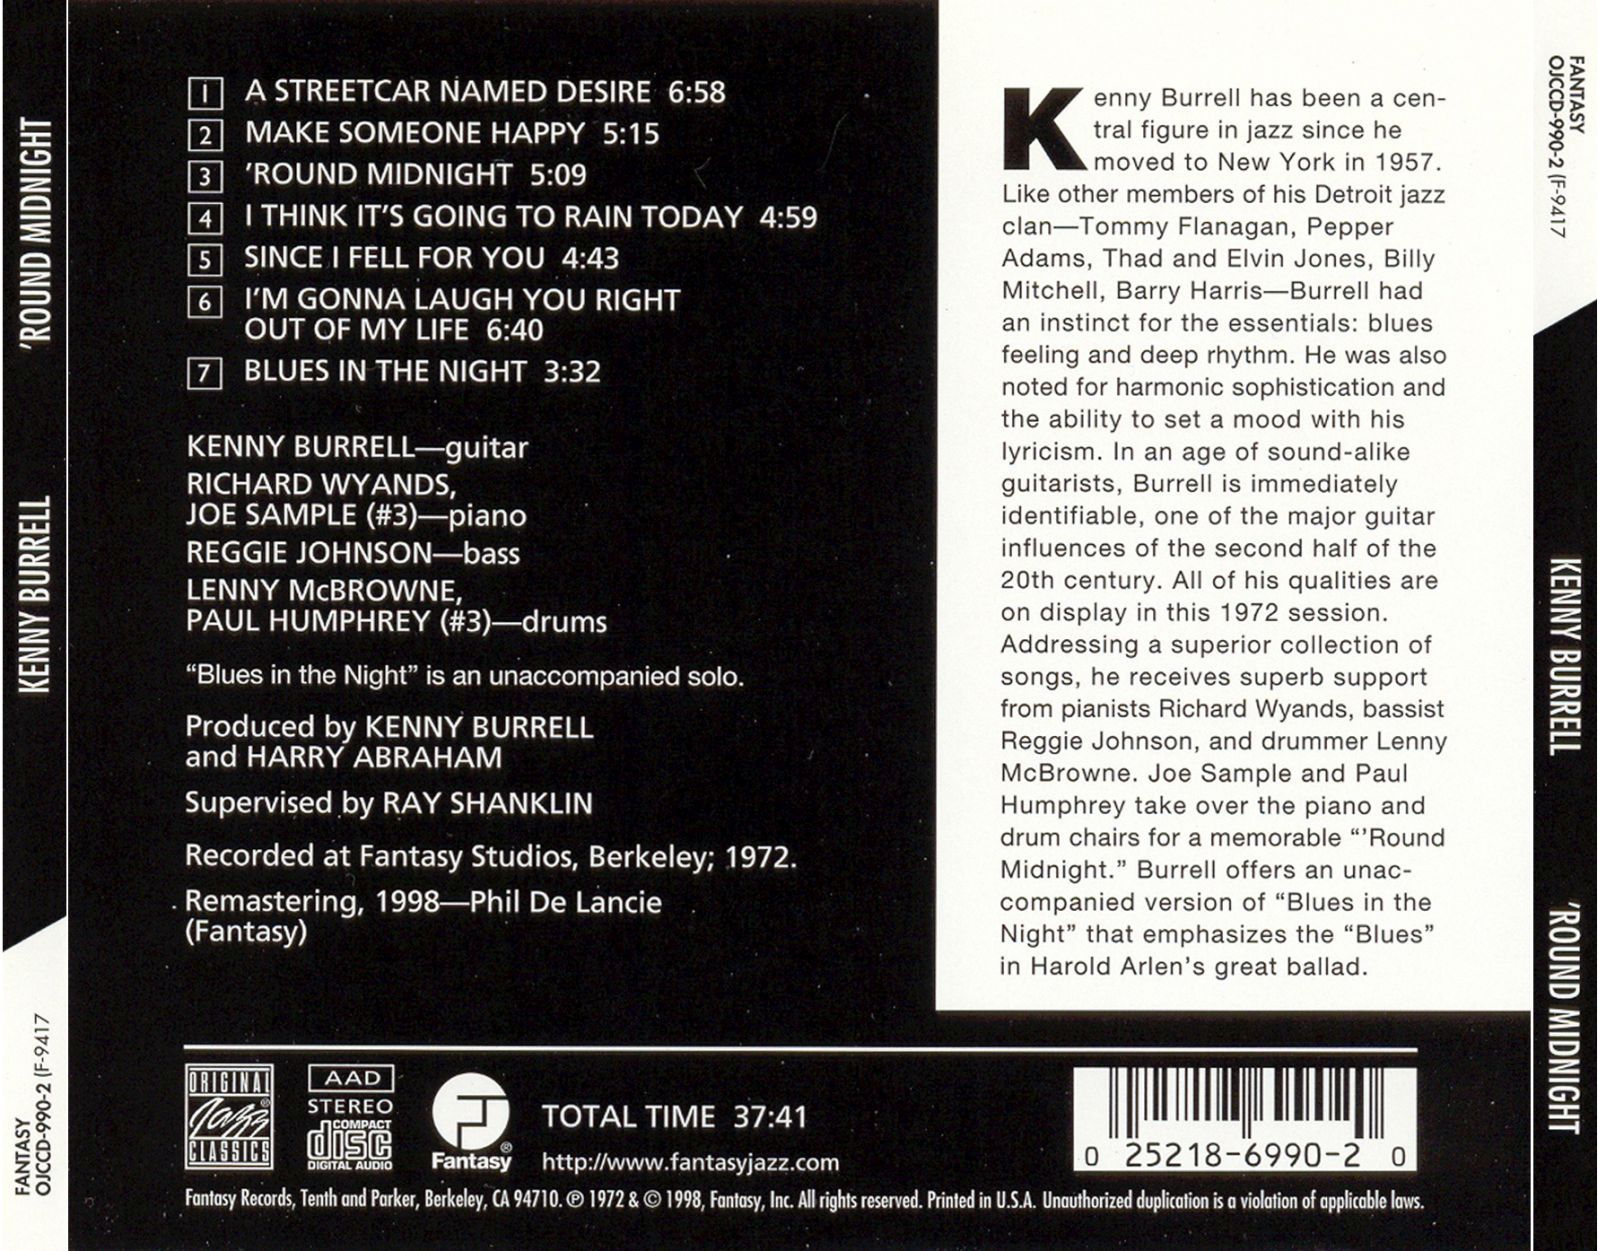 'ROUND MIDNIGHT
KENNY BURRELL
FANTASY
OJCCD-990-2 (F-9417
1 A STREETCAR NAMED DESIRE 6:58
2 MAKE SOMEONE HAPPY 5:15
3 'ROUND MIDNIGHT 5:09
4 I THINK IT'S GOING TO RAIN TODAY 4:59
5 SINCE I FELL FOR YOU 4:43
6 I'M GONNA LAUGH YOU RIGHT
OUT OF MY LIFE 6:40
7 BLUES IN THE NIGHT 3:32
KENNY BURRELL—guitar
RICHARD WYANDS,
JOE SAMPLE (#3)—piano
REGGIE JOHNSON—bass
LENNY McBROWNE,
PAUL HUMPHREY (#3)—drums
“Blues in the Night” is an unaccompanied solo.
Produced by KENNY BURRELL
and HARRY ABRAHAM
Supervised by RAY SHANKLIN
Recorded at Fantasy Studios, Berkeley; 1972.
Remastering, 1998—Phil De Lancie
(Fantasy)
Kenny Burrell has been a cen-
tral figure in jazz since he
moved to New York in 1957.
Like other members of his Detroit jazz
clan—Tommy Flanagan, Pepper
Adams, Thad and Elvin Jones, Billy
Mitchell, Barry Harris—Burrell had
an instinct for the essentials: blues
feeling and deep rhythm. He was also
noted for harmonic sophistication and
the ability to set a mood with his
lyricism. In an age of sound-alike
guitarists, Burrell is immediately
identifiable, one of the major guitar
influences of the second half of the
20th century. All of his qualities are
on display in this 1972 session.
Addressing a superior collection of
songs, he receives superb support
from pianists Richard Wyands, bassist
Reggie Johnson, and drummer Lenny
McBrowne. Joe Sample and Paul
Humphrey take over the piano and
drum chairs for a memorable “'Round
Midnight.” Burrell offers an unac-
companied version of “Blues in the
Night” that emphasizes the “Blues”
in Harold Arlen's great ballad.
ORIGINAL
Jazz®
CLASSICS
AAD
STEREO
COMPACT
disc
DIGITAL AUDIO
®
Fantasy
TOTAL TIME 37:41
http://www.fantasyjazz.com
0 25218-6990-2 0
Fantasy Records, Tenth and Parker, Berkeley, CA 94710. ℗ 1972 & © 1998, Fantasy, Inc. All rights reserved. Printed in U.S.A. Unauthorized duplication is a violation of applicable laws.
FANTASY
OJCCD-990-2 (F-9417
KENNY BURRELL
'ROUND MIDNIGHT